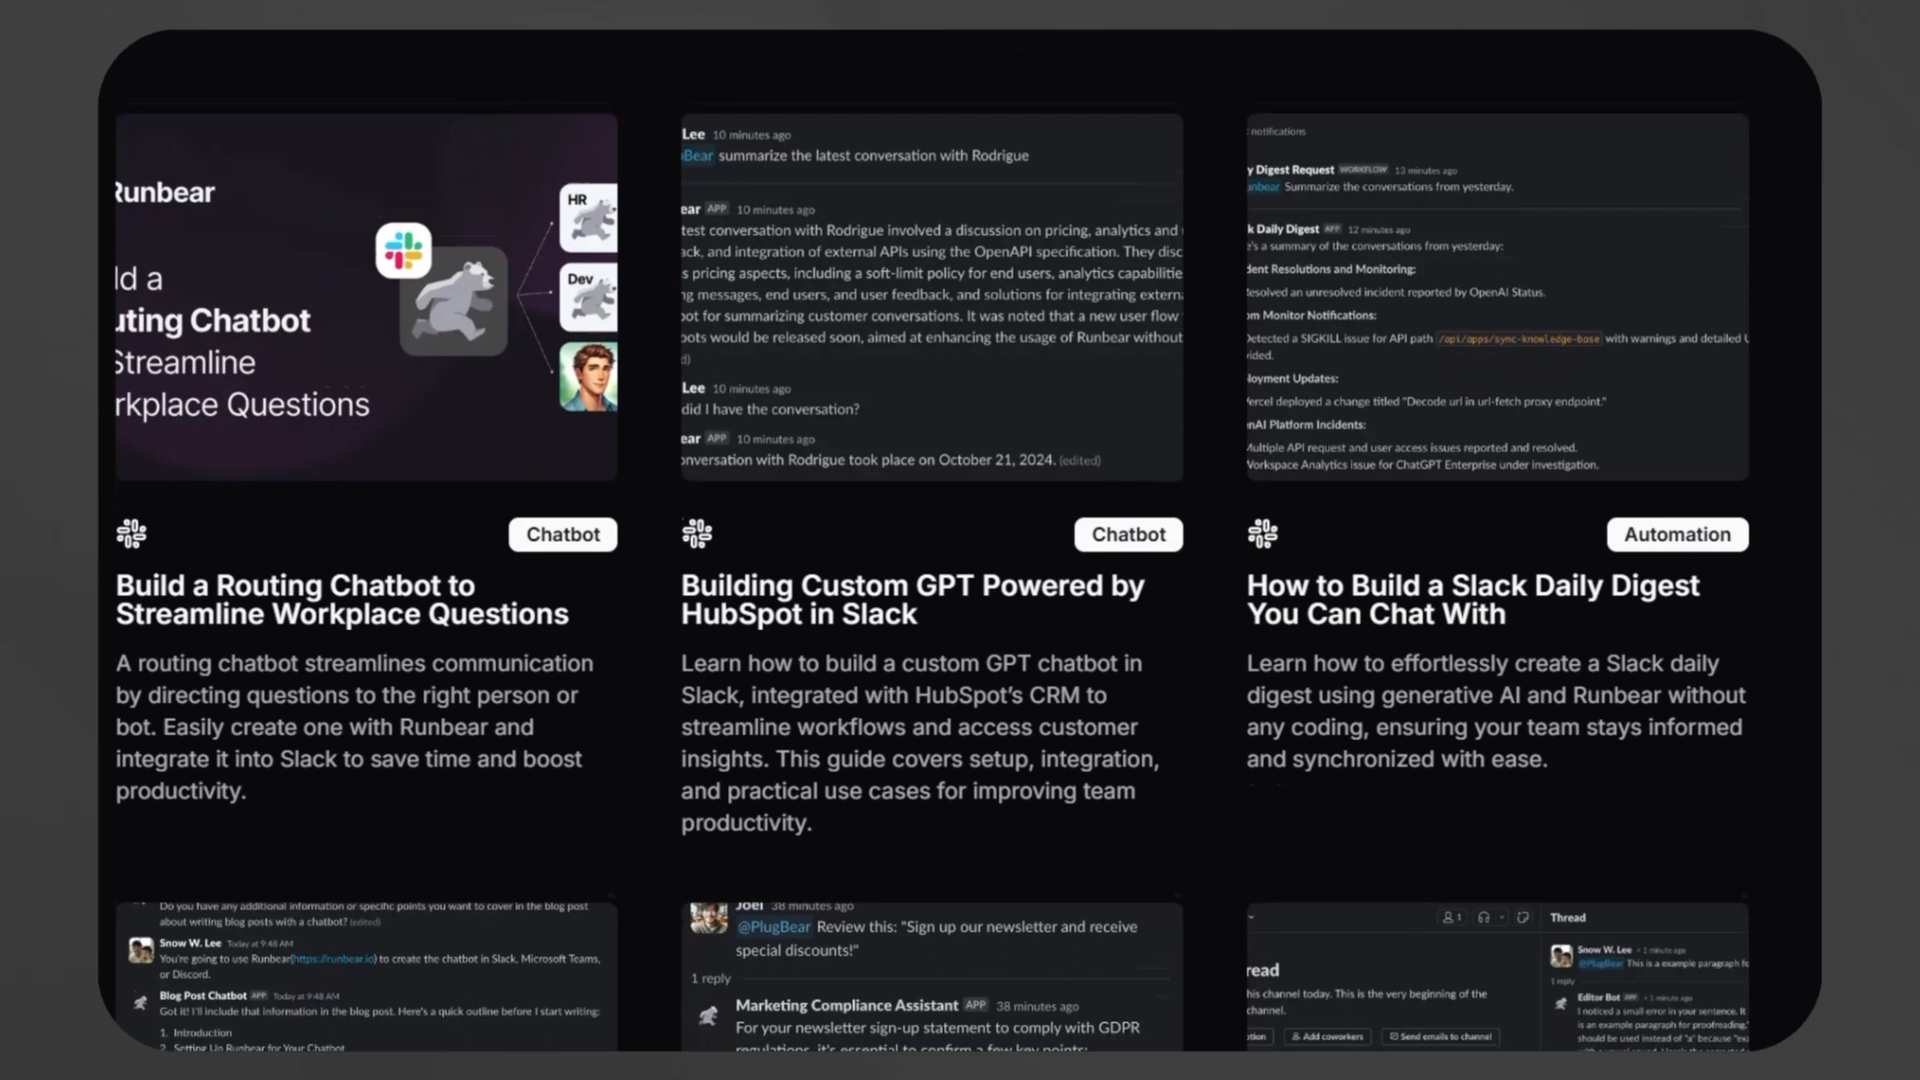 Runbear
ld a
uting Chatbot
Streamline
rkplace Questions
HR
Dev
Lee 10 minutes ago
Bear summarize the latest conversation with Rodrigue
ear APP 10 minutes ago
test conversation with Rodrigue involved a discussion on pricing, analytics and
ack, and integration of external APIs using the OpenAPI specification. They disc
s pricing aspects, including a soft-limit policy for end users, analytics capabilitie
ng messages, end users, and user feedback, and solutions for integrating extern
bot for summarizing customer conversations. It was noted that a new user flow
bots would be released soon, aimed at enhancing the usage of Runbear without
d)
Lee 10 minutes ago
did I have the conversation?
ear APP 10 minutes ago
onversation with Rodrigue took place on October 21, 2024. (edited)
notifications
y Digest Request WORKFLOW 13 minutes ago
unbear Summarize the conversations from yesterday.
k Daily Digest APP 12 minutes ago
e's a summary of the conversations from yesterday:
dent Resolutions and Monitoring:
Resolved an unresolved incident reported by OpenAI Status.
om Monitor Notifications:
Detected a SIGKILL issue for API path /api/apps/sync-knowledge-base with warnings and detailed
vided.
loyment Updates:
Vercel deployed a change titled "Decode url in url-fetch proxy endpoint."
nAI Platform Incidents:
Multiple API request and user access issues reported and resolved.
Workspace Analytics issue for ChatGPT Enterprise under investigation.
Chatbot
Build a Routing Chatbot to
Streamline Workplace Questions
A routing chatbot streamlines communication
by directing questions to the right person or
bot. Easily create one with Runbear and
integrate it into Slack to save time and boost
productivity.
Chatbot
Building Custom GPT Powered by
HubSpot in Slack
Learn how to build a custom GPT chatbot in
Slack, integrated with HubSpot's CRM to
streamline workflows and access customer
insights. This guide covers setup, integration,
and practical use cases for improving team
productivity.
Automation
How to Build a Slack Daily Digest
You Can Chat With
Learn how to effortlessly create a Slack daily
digest using generative AI and Runbear without
any coding, ensuring your team stays informed
and synchronized with ease.
Do you have any additional information or specific points you want to cover in the blog post
about writing blog posts with a chatbot? (edited)
Snow W. Lee Today at 9:48 AM
You're going to use Runbear(https://runbear.io) to create the chatbot in Slack, Microsoft Teams,
or Discord.
Blog Post Chatbot APP Today at 9:48 AM
Got it! I'll include that information in the blog post. Here's a quick outline before I start writing:
1. Introduction
2. Setting Up Runbear for Your Chatbot
Joel 38 minutes ago
@PlugBear Review this: "Sign up our newsletter and receive
special discounts!"
1 reply
Marketing Compliance Assistant APP 38 minutes ago
For your newsletter sign-up statement to comply with GDPR
regulations, it's essential to confirm a few key points:
1
read
his channel today. This is the very beginning of the
channel.
tion
Add coworkers
Send emails to channel
Thread
Snow W. Lee < 1 minute ago
@PlugBear This is a example paragraph fo
1 reply
Editor Bot APP < 1 minute ago
I noticed a small error in your sentence. It
is an example paragraph for proofreading."
should be used instead of "a" because "exa